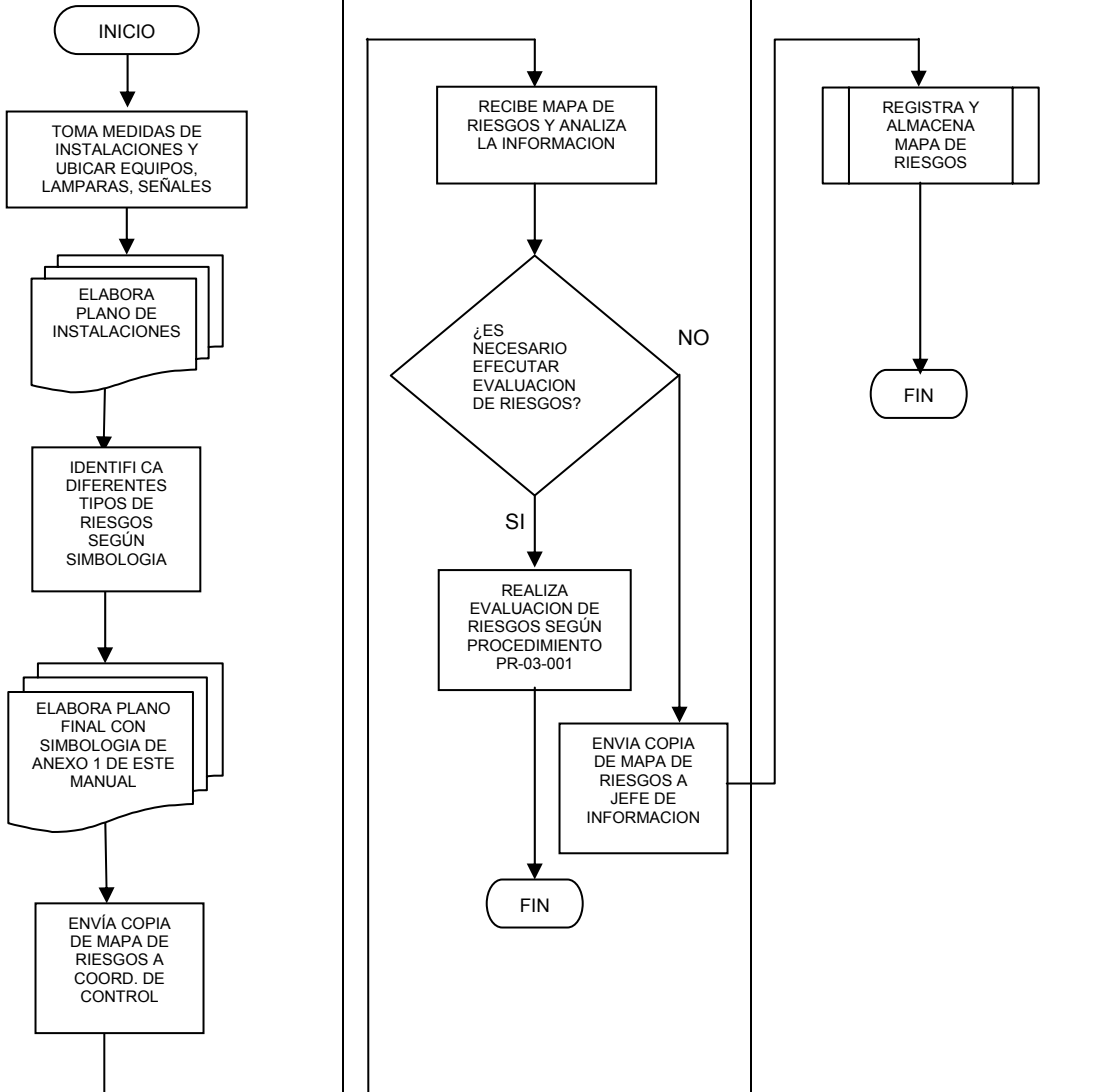 INICIO
TOMA MEDIDAS DE
INSTALACIONES Y
UBICAR EQUIPOS,
LAMPARAS, SEÑALES
ELABORA
PLANO DE
INSTALACIONES
IDENTIFI CA
DIFERENTES
TIPOS DE
RIESGOS
SEGÚN
SIMBOLOGIA
ELABORA PLANO
FINAL CON
SIMBOLOGIA DE
ANEXO 1 DE ESTE
MANUAL
ENVÍA COPIA
DE MAPA DE
RIESGOS A
COORD. DE
CONTROL
RECIBE MAPA DE
RIESGOS Y ANALIZA
LA INFORMACION
¿ES
NECESARIO
EFECUTAR
EVALUACION
DE RIESGOS?
NO
SI
REALIZA
EVALUACION DE
RIESGOS SEGÚN
PROCEDIMIENTO
PR-03-001
ENVIA COPIA
DE MAPA DE
RIESGOS A
JEFE DE
INFORMACION
FIN
REGISTRA Y
ALMACENA
MAPA DE
RIESGOS
FIN